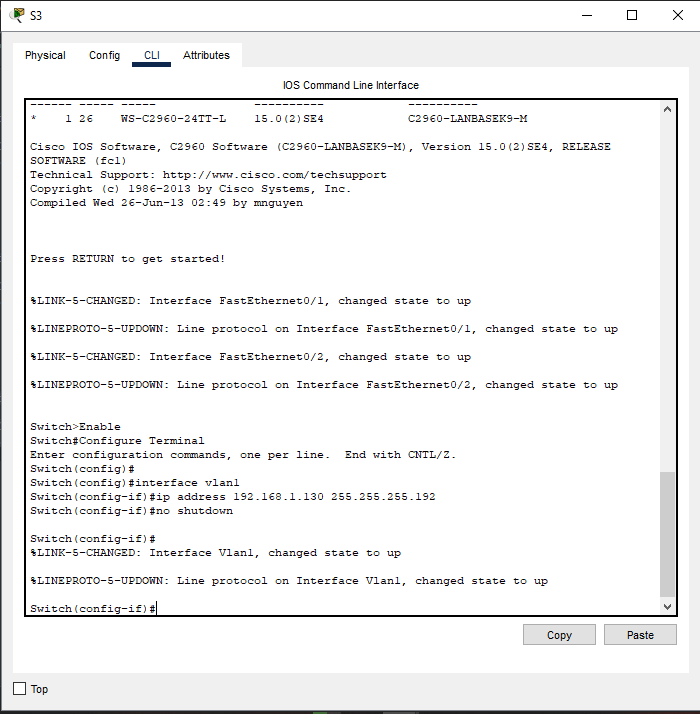 S3
Physical Config CLI Attributes
IOS Command Line Interface
------ ----- ----- ---------- ----------
* 1 26 WS-C2960-24TT-L 15.0(2)SE4 C2960-LANBASEK9-M
Cisco IOS Software, C2960 Software (C2960-LANBASEK9-M), Version 15.0(2)SE4, RELEASE
SOFTWARE (fc1)
Technical Support: http://www.cisco.com/techsupport
Copyright (c) 1986-2013 by Cisco Systems, Inc.
Compiled Wed 26-Jun-13 02:49 by mnguyen
Press RETURN to get started!
%LINK-5-CHANGED: Interface FastEthernet0/1, changed state to up
%LINEPROTO-5-UPDOWN: Line protocol on Interface FastEthernet0/1, changed state to up
%LINK-5-CHANGED: Interface FastEthernet0/2, changed state to up
%LINEPROTO-5-UPDOWN: Line protocol on Interface FastEthernet0/2, changed state to up
Switch>Enable
Switch#Configure Terminal
Enter configuration commands, one per line. End with CNTL/Z.
Switch(config)#
Switch(config)#interface vlan1
Switch(config-if)#ip address 192.168.1.130 255.255.255.192
Switch(config-if)#no shutdown
Switch(config-if)#
%LINK-5-CHANGED: Interface Vlan1, changed state to up
%LINEPROTO-5-UPDOWN: Line protocol on Interface Vlan1, changed state to up
Switch(config-if)#
Copy Paste
Top